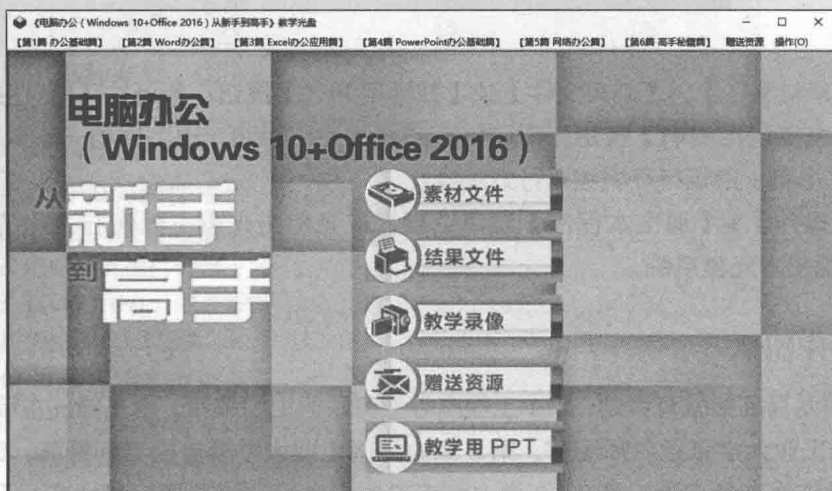 《电脑办公（Windows 10+Office 2016）从新手到高手》教学光盘
【第1篇 办公基础篇】 【第2篇 Word办公篇】 【第3篇 Excel办公应用篇】 【第4篇 PowerPoint办公基础篇】 【第5篇 网络办公篇】 【第6篇 高手秘籍篇】 赠送资源 操作(O)
电脑办公
（Windows 10+Office 2016）
从新手
到高手
素材文件
结果文件
教学录像
赠送资源
教学用 PPT